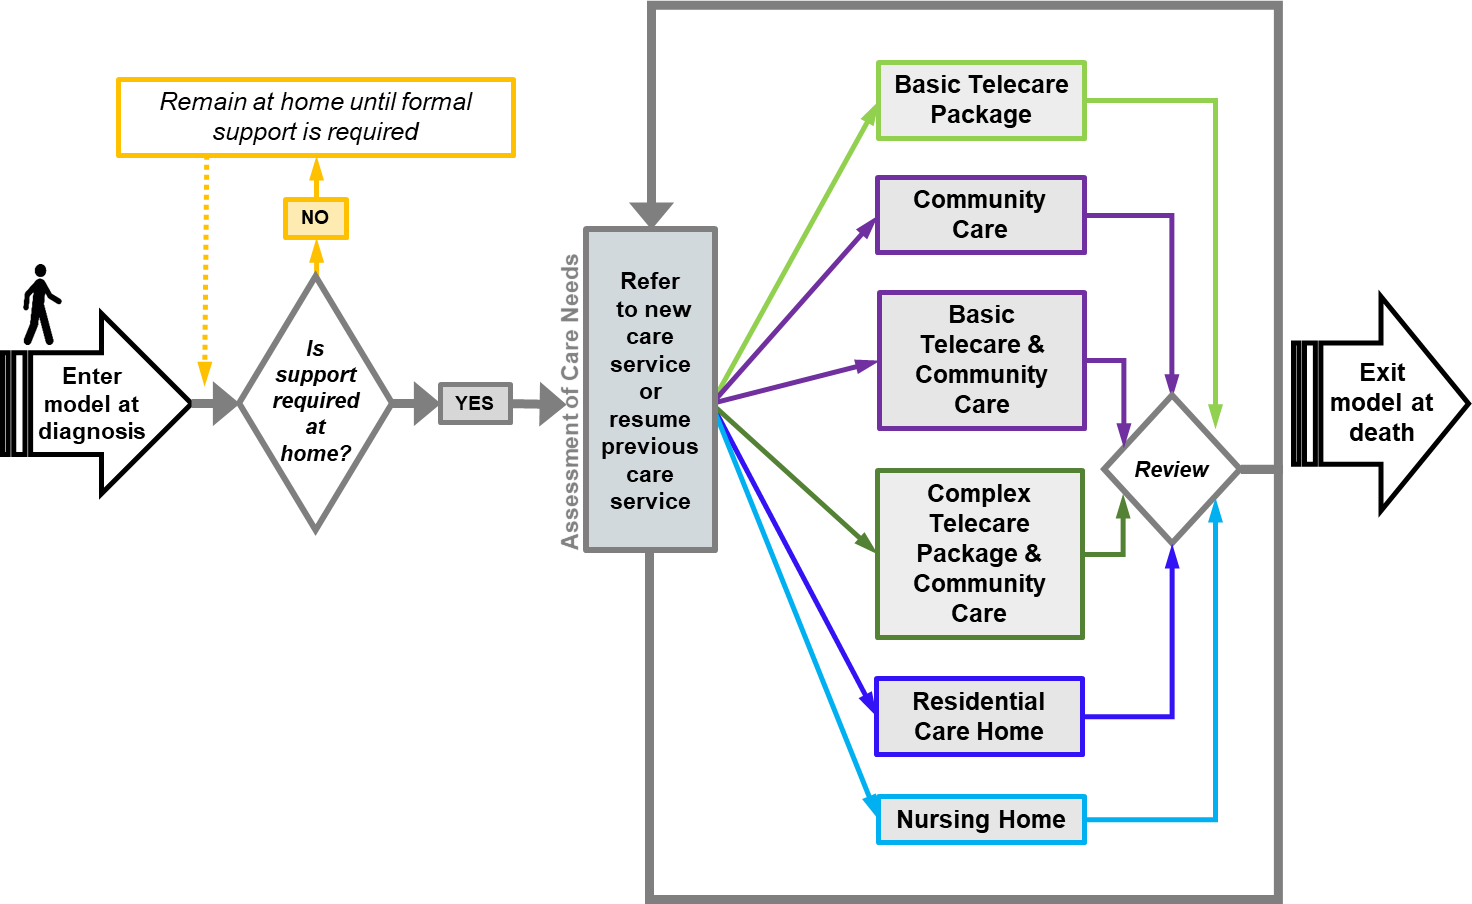 Remain at home until formal
support is required
NO
Enter
model at
diagnosis
Is
support
required
at
home?
YES
Assessment of Care Needs
Refer
to new
care
service
or
resume
previous
care
service
Basic Telecare
Package
Community
Care
Basic
Telecare &
Community
Care
Complex
Telecare
Package &
Community
Care
Residential
Care Home
Nursing Home
Review
Exit
model at
death